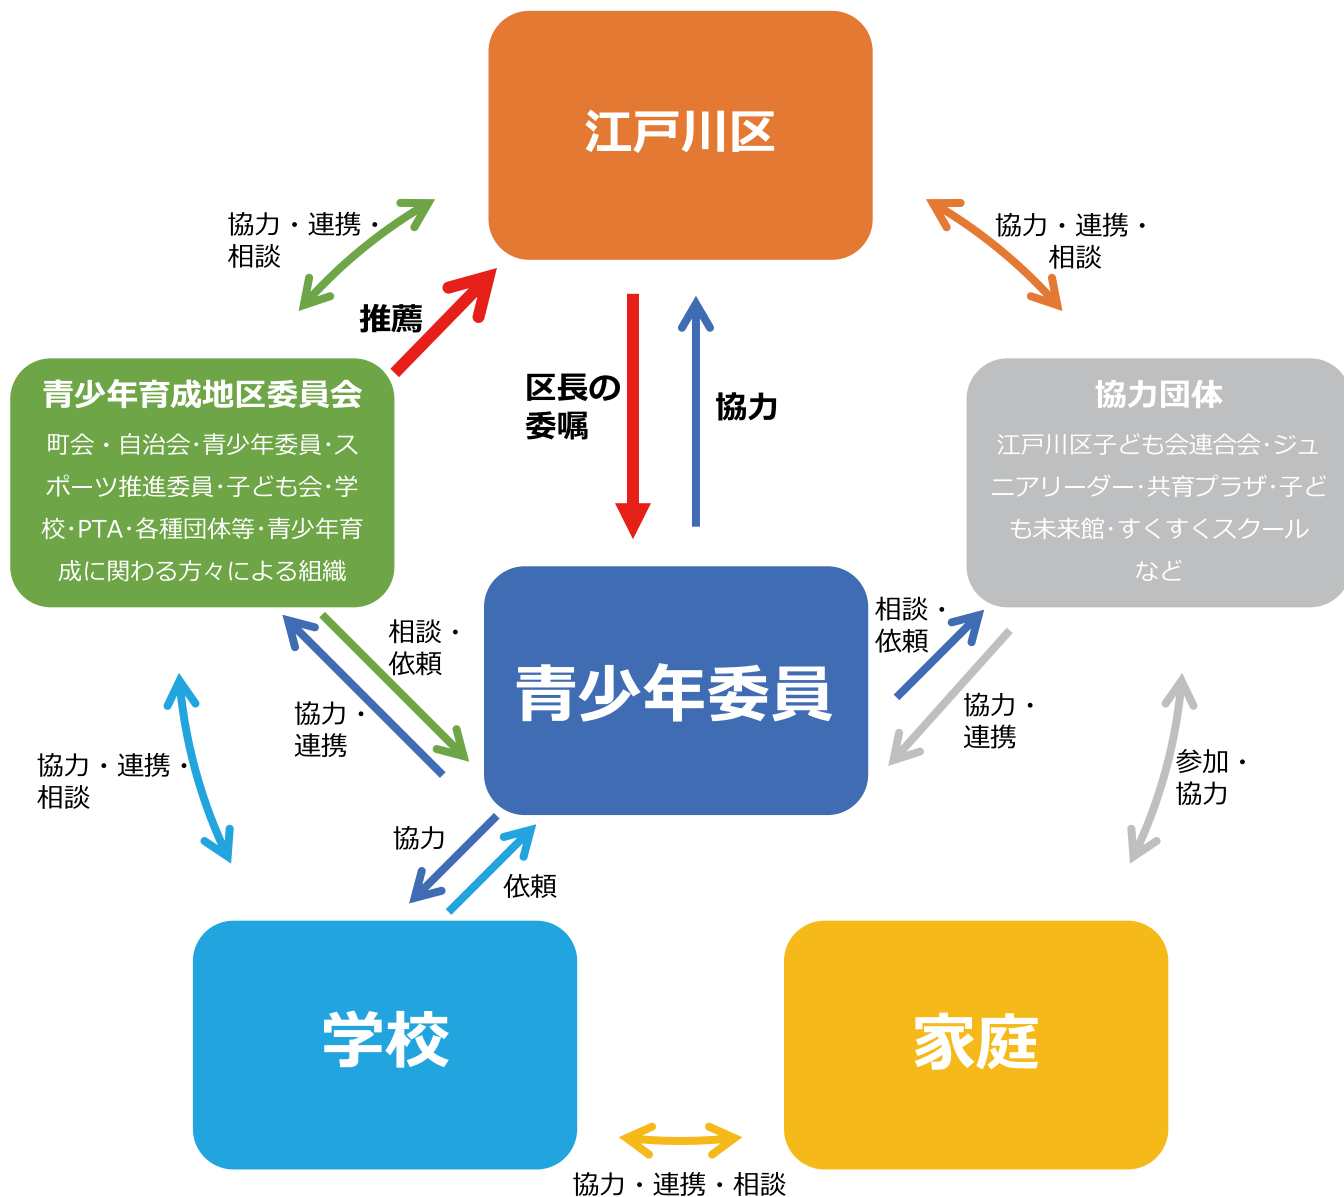 江戸川区
協力・連携・
相談
協力・連携・
相談
推薦
区長の
委嘱
協力
青少年育成地区委員会
町会・自治会・青少年委員・ス
ポーツ推進委員・子ども会・学
校・PTA・各種団体等・青少年育
成に関わる方々による組織
協力団体
江戸川区子ども会連合会・ジュ
ニアリーダー・共育プラザ・子ど
も未来館・すくすくスクール
など
相談・
依頼
協力・
連携
青少年委員
相談・
依頼
協力・
連携
協力・連携・
相談
参加・
協力
協力
依頼
学校
家庭
協力・連携・相談